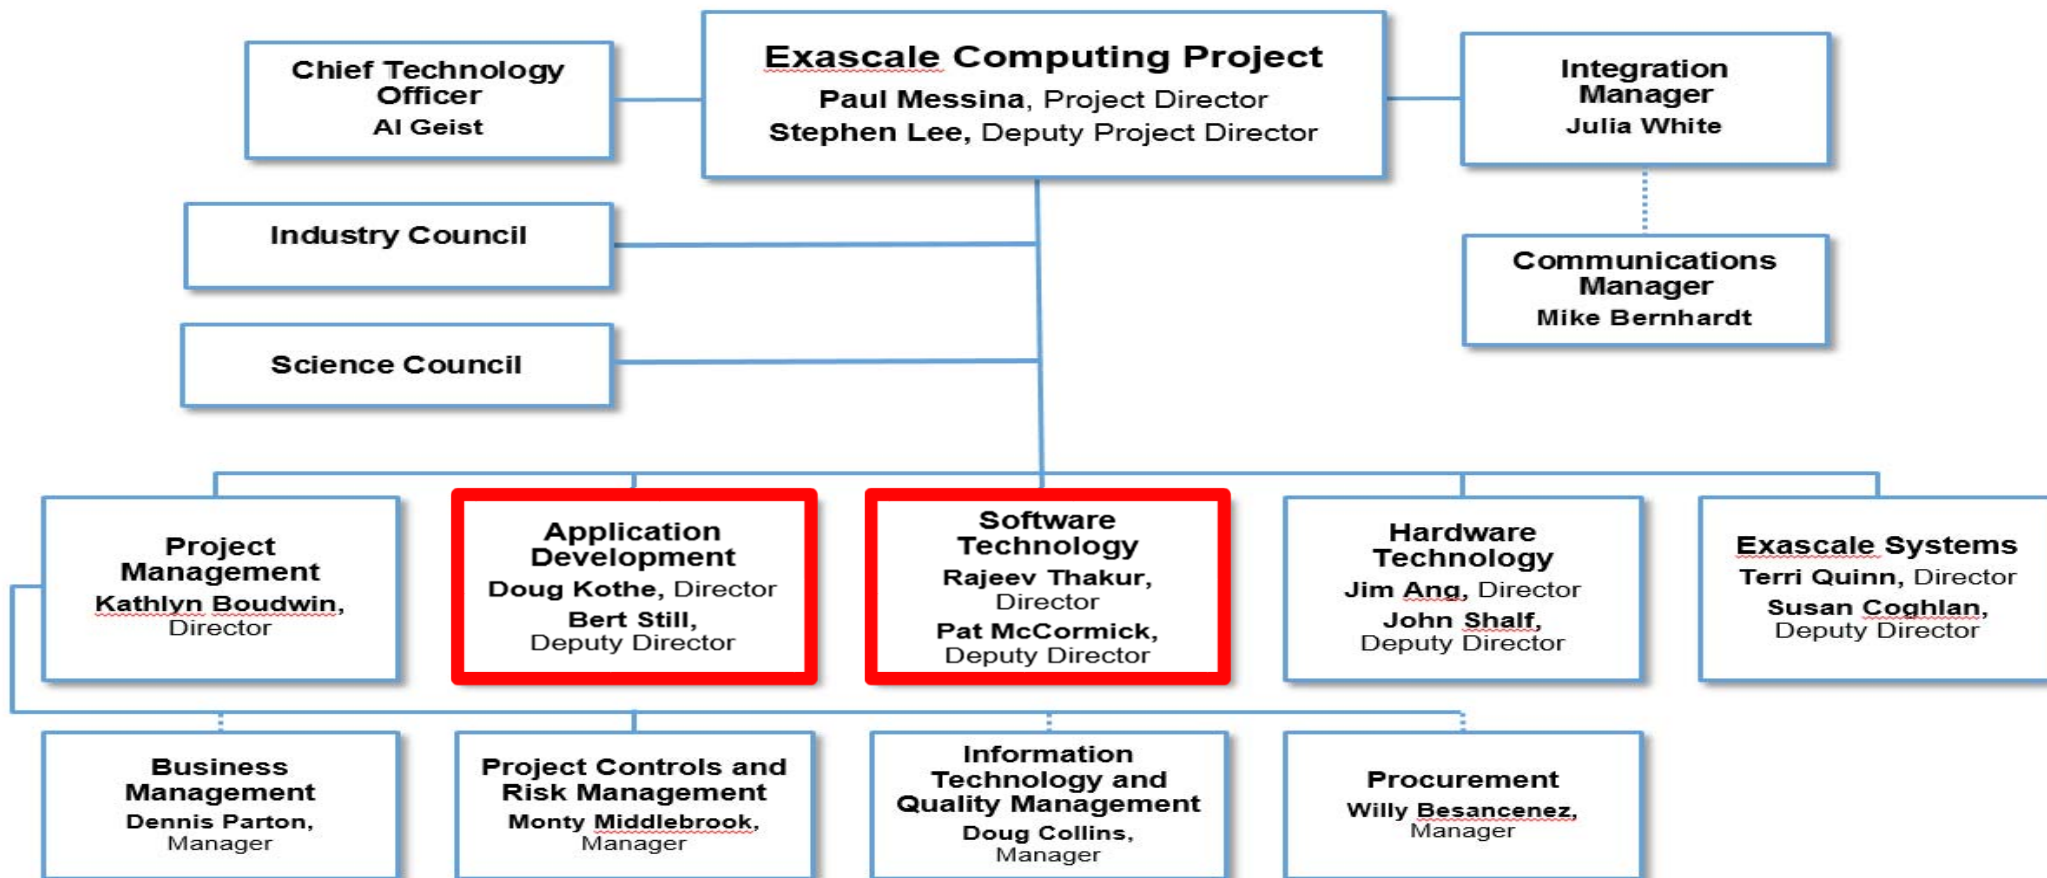 Exascale Computing Project
Paul Messina, Project Director
Stephen Lee, Deputy Project Director
Chief Technology
Officer
Al Geist
Integration
Manager
Julia White
Industry Council
Communications
Manager
Mike Bernhardt
Science Council
Project
Management
Kathlyn Boudwin,
Director
Application
Development
Doug Kothe, Director
Bert Still,
Deputy Director
Software
Technology
Rajeev Thakur,
Director
Pat McCormick,
Deputy Director
Hardware
Technology
Jim Ang, Director
John Shalf,
Deputy Director
Exascale Systems
Terri Quinn, Director
Susan Coghlan,
Deputy Director
Business
Management
Dennis Parton,
Manager
Project Controls and
Risk Management
Monty Middlebrook,
Manager
Information
Technology and
Quality Management
Doug Collins,
Manager
Procurement
Willy Besancenez,
Manager